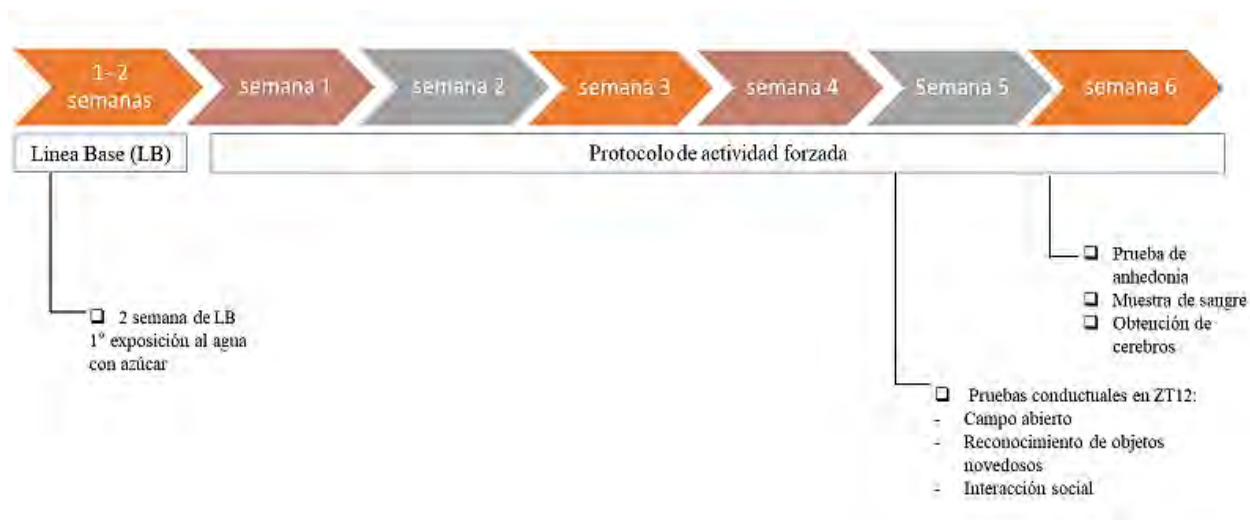 1-2
semanas
semana 1
semana 2
semana 3
semana 4
Semana 5
semana 6
Linea Base (LB)
Protocolo de actividad forzada
❑ 2 semana de LB
1° exposición al agua
con azúcar
❑ Prueba de
anhedonia
❑ Muestra de sangre
❑ Obtención de
cerebros
❑ Pruebas conductuales en ZT12:
- Campo abierto
- Reconocimiento de objetos
novedosos
- Interacción social